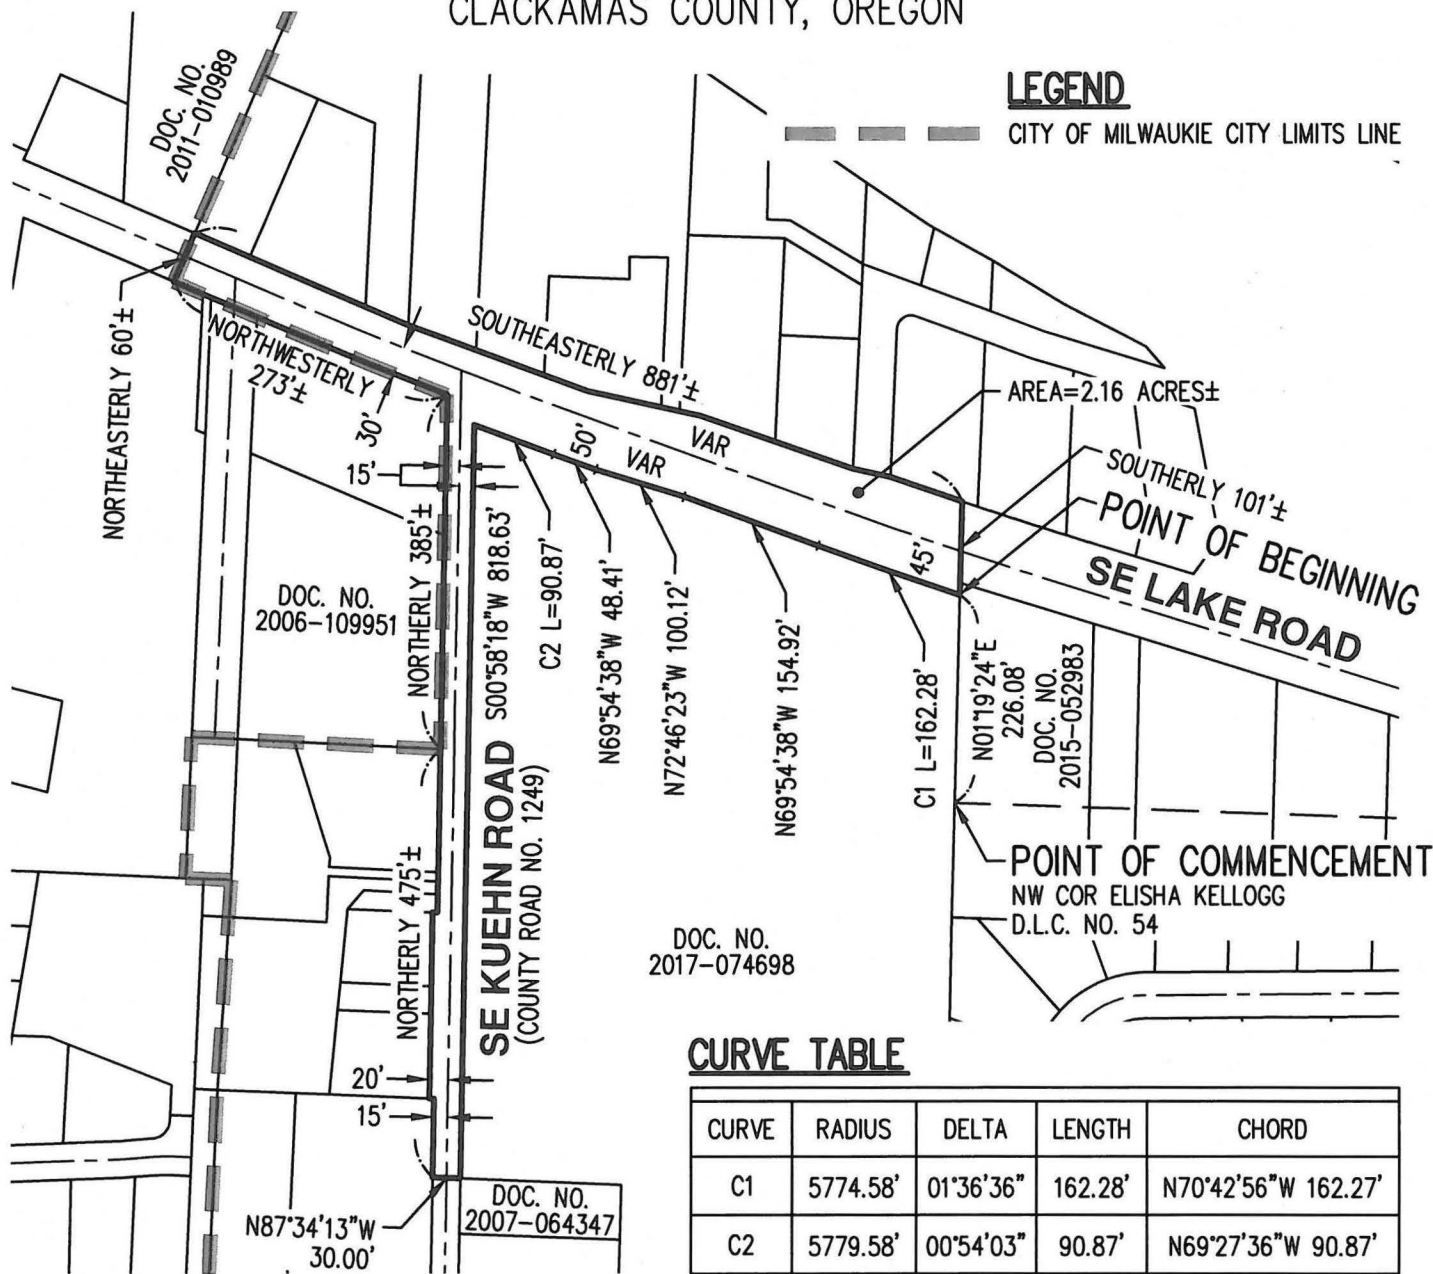 CLACKAMAS COUNTY, OREGON
LEGEND
CITY OF MILWAUKIE CITY LIMITS LINE
DOC. NO.
2011-010989
NORTHEASTERLY 60'±
NORTHWESTERLY
273'±
30'
SOUTHEASTERLY 881'±
VAR
50'
VAR
AREA=2.16 ACRES±
SOUTHERLY 101'±
POINT OF BEGINNING
SE LAKE ROAD
45'
15'
NORTHERLY 385'±
DOC. NO.
2006-109951
S00°58'18"W 818.63'
C2 L=90.87'
N69°54'38"W 48.41'
N72°46'23"W 100.12'
N69°54'38"W 154.92'
C1 L=162.28'
N01°19'24"E
226.08'
DOC. NO.
2015-052983
SE KUEHN ROAD
(COUNTY ROAD NO. 1249)
NORTHERLY 475'±
POINT OF COMMENCEMENT
NW COR ELISHA KELLOGG
D.L.C. NO. 54
DOC. NO.
2017-074698
20'
15'
N87°34'13"W
30.00'
DOC. NO.
2007-064347
CURVE TABLE
CURVE RADIUS DELTA LENGTH CHORD
C1 5774.58' 01°36'36" 162.28' N70°42'56"W 162.27'
C2 5779.58' 00°54'03" 90.87' N69°27'36"W 90.87'